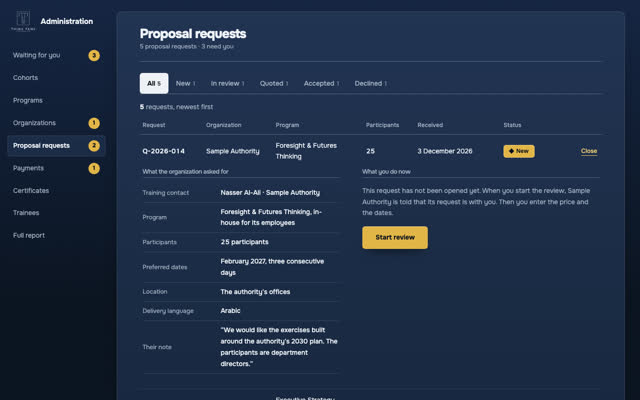 THINK FENS
Administration
Waiting for you 3
Cohorts
Programs
Organizations 1
Proposal requests 2
Payments 1
Certificates
Trainees
Full report
Proposal requests
5 proposal requests · 3 need you
All 5 New 1 In review 1 Quoted 1 Accepted 1 Declined 1
5 requests, newest first
Request Organization Program Participants Received Status
Q-2026-014 Sample Authority Foresight & Futures Thinking 25 3 December 2026 ◆ New Close
What the organization asked for
Training contact Nasser Al-Ali · Sample Authority
Program Foresight & Futures Thinking, in-
house for its employees
Participants 25 participants
Preferred dates February 2027, three consecutive
days
Location The authority's offices
Delivery language Arabic
Their note "We would like the exercises built
around the authority's 2030 plan. The
participants are department
directors."
What you do now
This request has not been opened yet. When you start the review, Sample
Authority is told that its request is with you. Then you enter the price and
the dates.
Start review
Executive Strategy